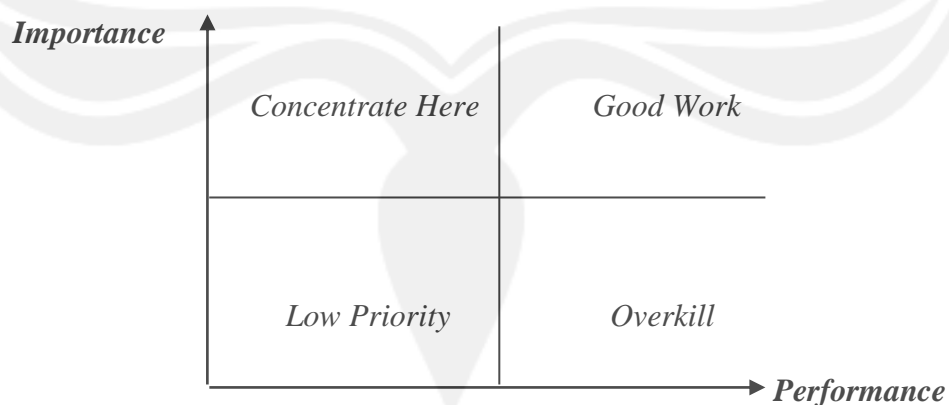 Importance
Concentrate Here
Good Work
Low Priority
Overkill
Performance